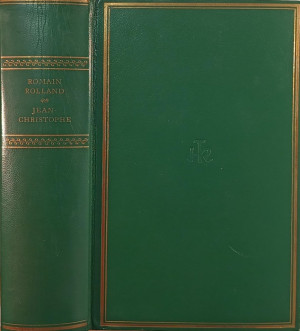 ROMAIN
ROLLAND
JEAN
CHRISTOPHE